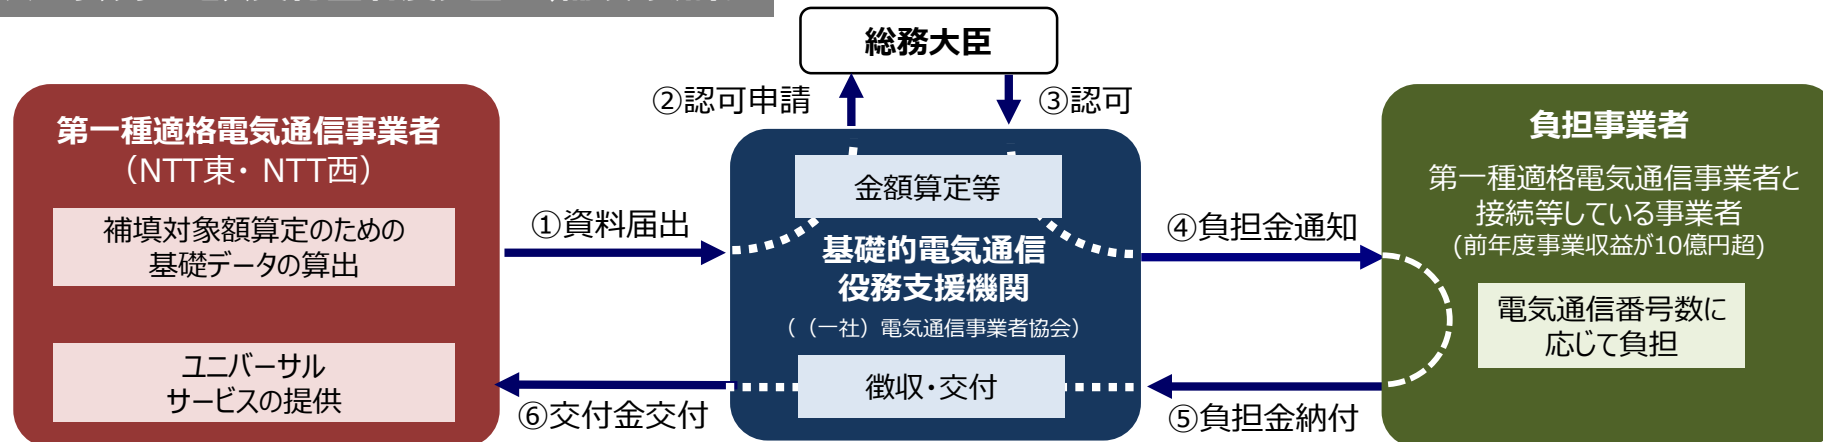 総務大臣
②認可申請
③認可
第一種適格電気通信事業者
（NTT東・NTT西）
補填対象額算定のための
基礎データの算出
ユニバーサル
サービスの提供
①資料届出
⑥交付金交付
金額算定等
基礎的電気通信
役務支援機関
（（一社）電気通信事業者協会）
徴収・交付
④負担金通知
⑤負担金納付
負担事業者
第一種適格電気通信事業者と
接続等している事業者
(前年度事業収益が10億円超)
電気通信番号数に
応じて負担